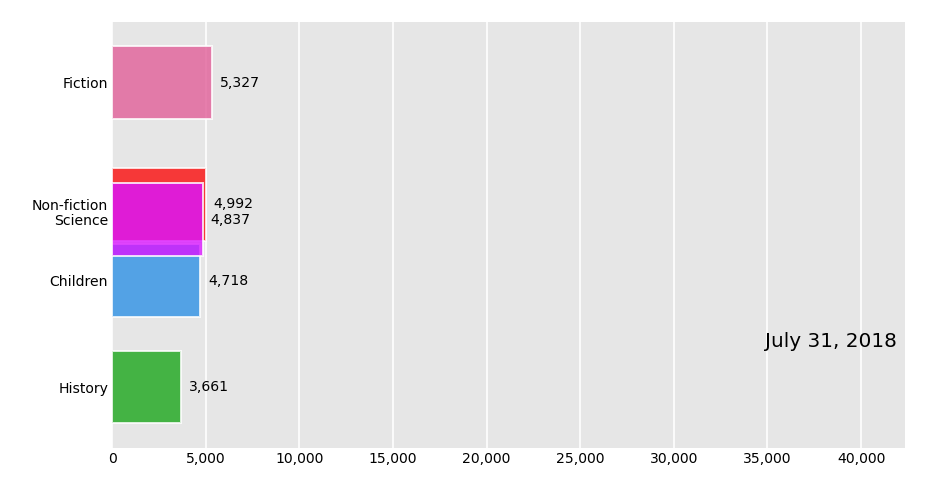 Fiction
5,327
Non-fiction
4,992
Science
4,837
Children
4,718
July 31, 2018
History
3,661
0
5,000
10,000
15,000
20,000
25,000
30,000
35,000
40,000